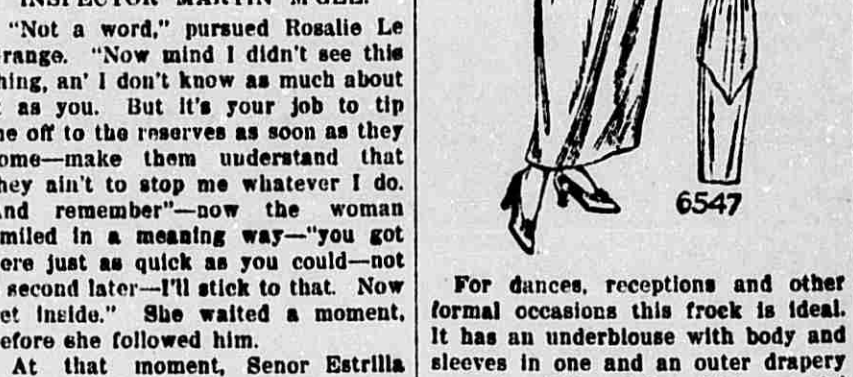 INSPECTOR MARTIN
"Not a word," pursued Rosalie Le
range. "Now mind I didn't see this
hing, an' I don't know as much about
as you. But it's your job to tip
e off to the reserves as soon as they
ome—make them uuderstand that
hey ain't to stop me whatever I do.
nd remember"—now the woman
miled in a meaning way—"you got
ere just as quick as you could—not
second later—I'll stick to that. Now
et inside." She waited a moment,
efore she followed him.
At that moment, Senor Estrilla
6547
For dances, receptions and other
formal occasions this frock is ideal.
It has an underblouse with body and
sleeves in one and an outer drapery